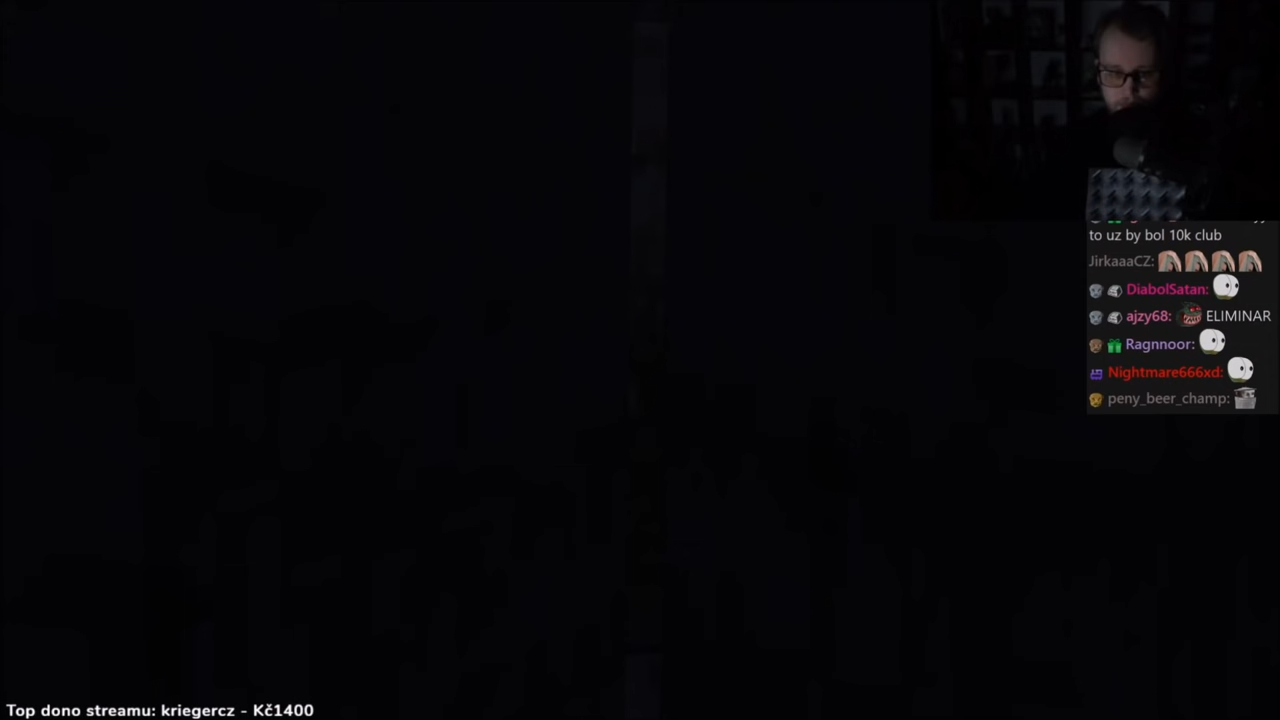 to uz by bol 10k club
JirkaaaCZ:
DiabolSatan:
ajzy68: ELIMINAR
Ragnnoor:
Nightmare666xd:
peny_beer_champ:
Top dono streamu: kriegercz - Kč1400